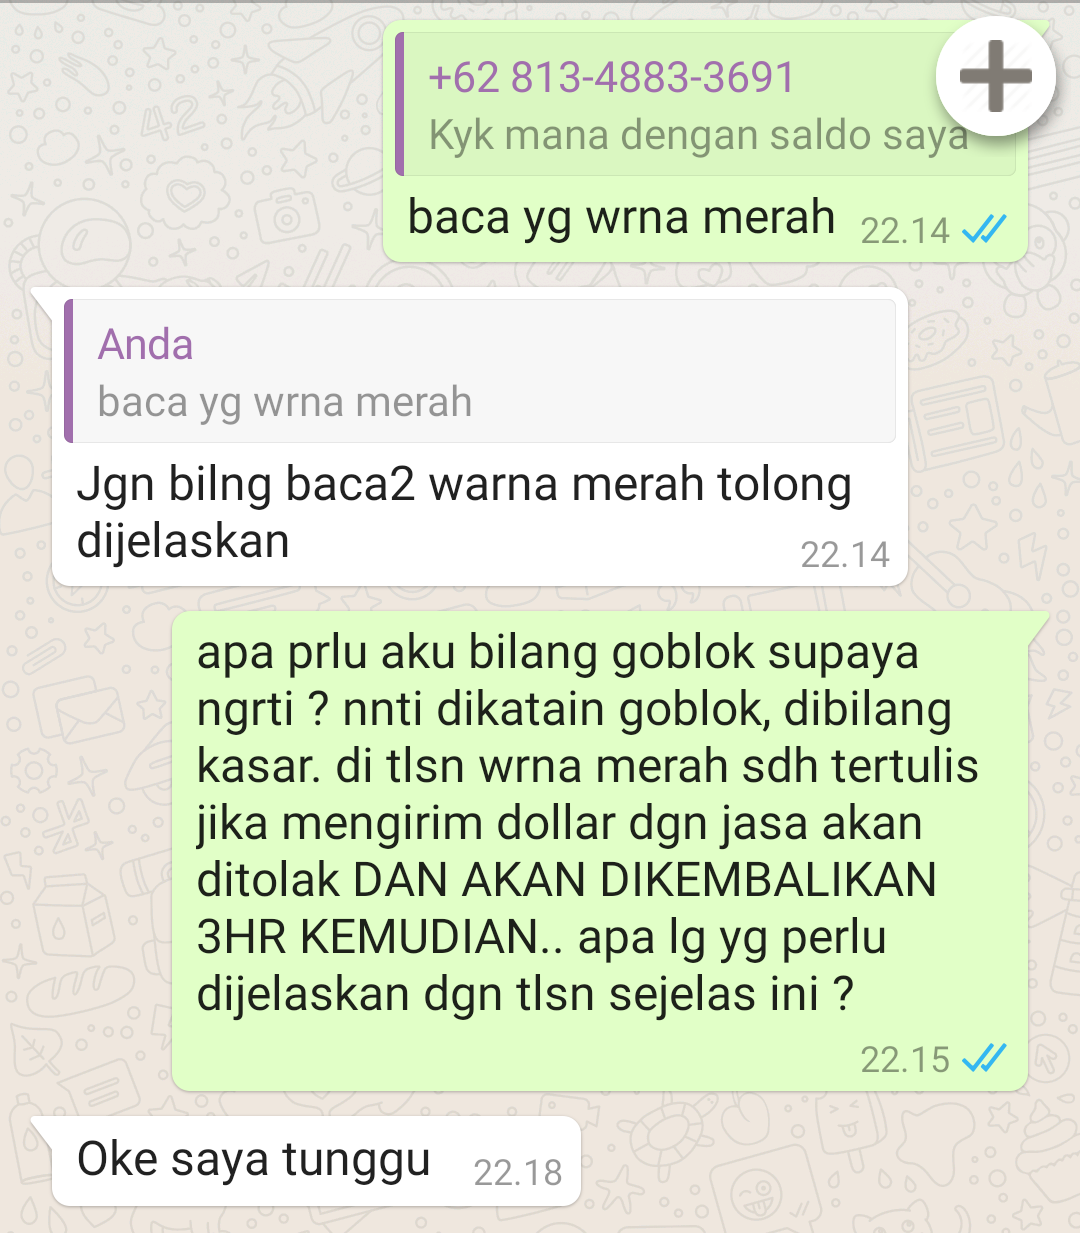 +62 813-4883-3691
Kyk mana dengan saldo saya
baca yg wrna merah 22.14
Anda
baca yg wrna merah
Jgn bilng baca2 warna merah tolong
dijelaskan 22.14
apa prlu aku bilang goblok supaya
ngrti ? nnti dikatain goblok, dibilang
kasar. di tlsn wrna merah sdh tertulis
jika mengirim dollar dgn jasa akan
ditolak DAN AKAN DIKEMBALIKAN
3HR KEMUDIAN.. apa lg yg perlu
dijelaskan dgn tlsn sejelas ini ?
22.15
Oke saya tunggu 22.18